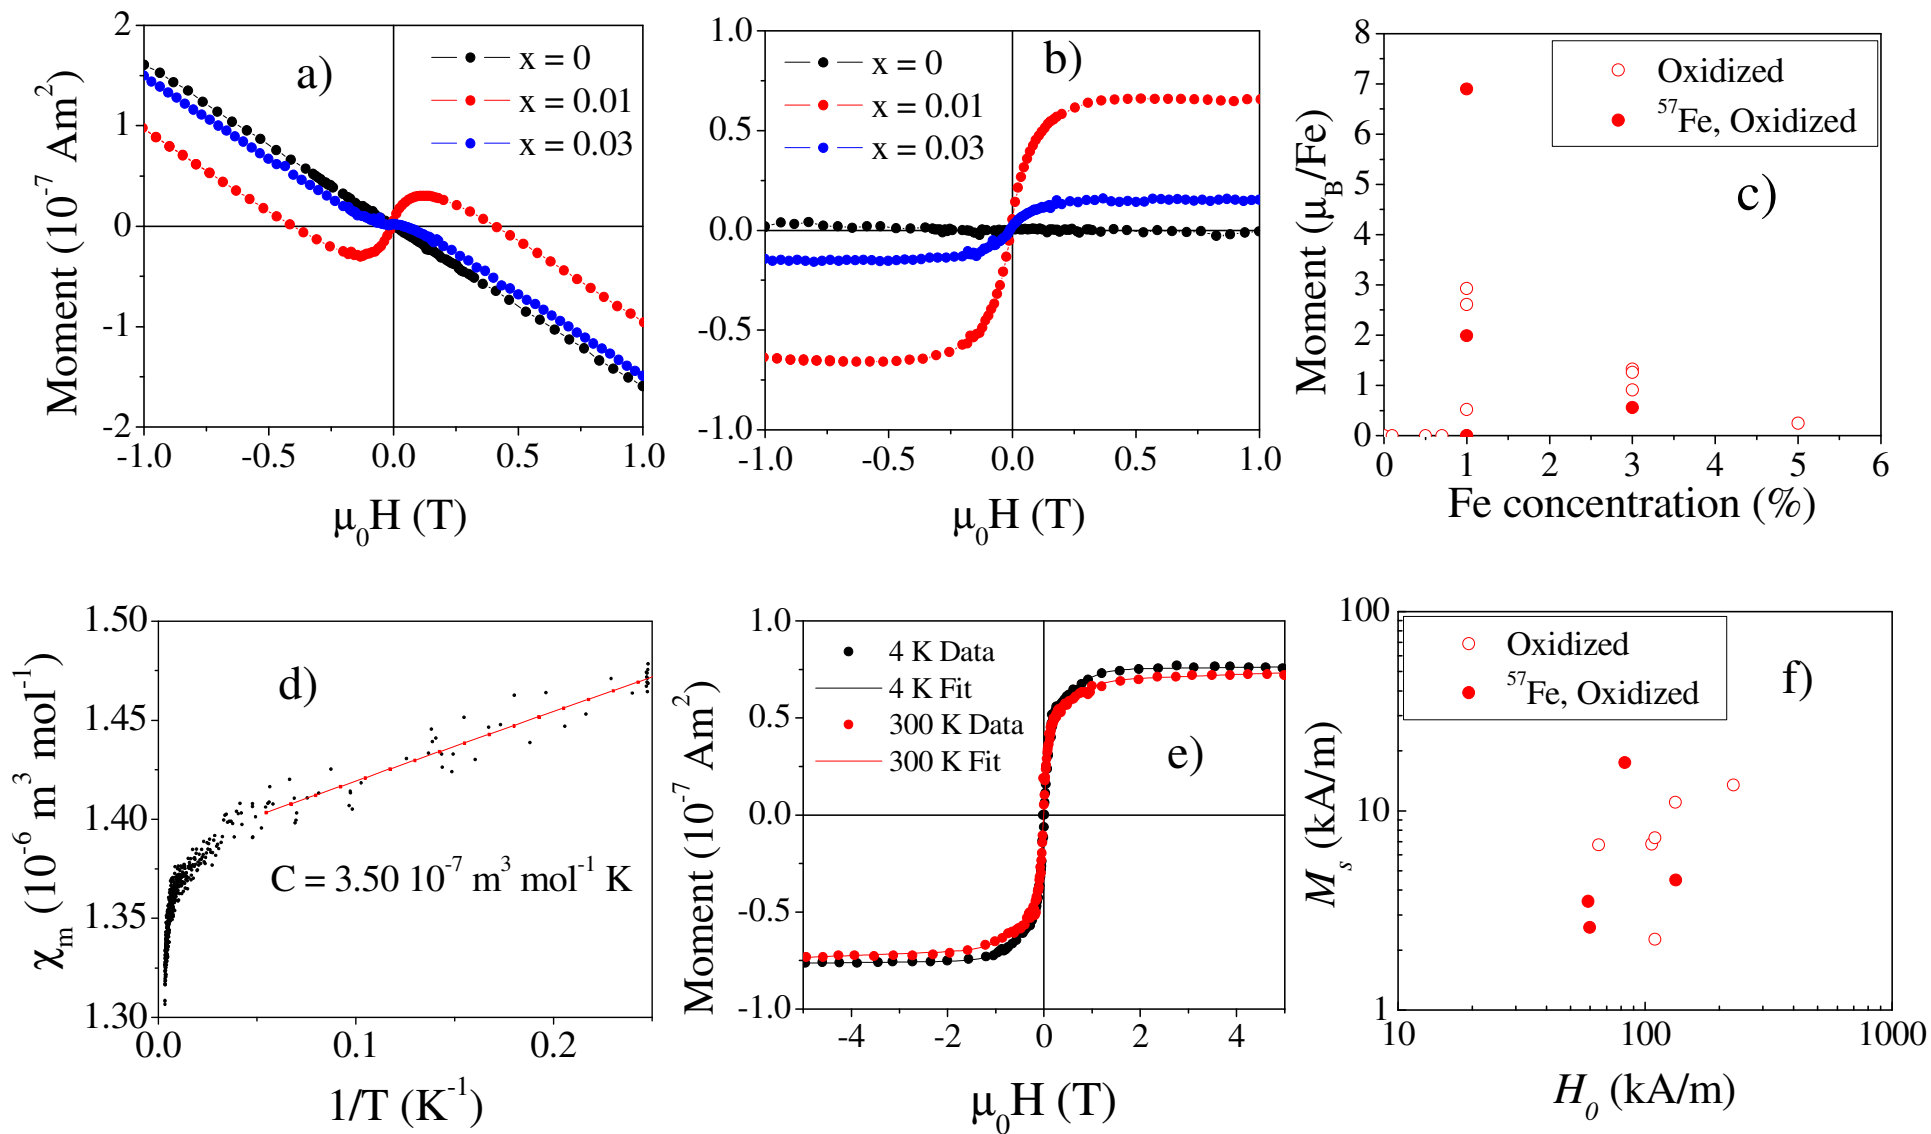 a)
x = 0
x = 0.01
x = 0.03
2
1
0
-1
-2
-1.0 -0.5 0.0 0.5 1.0
Moment (10⁻⁷ Am²)
μ₀H (T)
b)
x = 0
x = 0.01
x = 0.03
1.0
0.5
0.0
-0.5
-1.0
-1.0 -0.5 0.0 0.5 1.0
μ₀H (T)
c)
Oxidized
⁵⁷Fe, Oxidized
8
7
6
5
4
3
2
1
0
0 1 2 3 4 5 6
Moment (μ_B/Fe)
Fe concentration (%)
d)
1.50
1.45
1.40
1.35
1.30
0.0 0.1 0.2
C = 3.50 10⁻⁷ m³ mol⁻¹ K
χₘ (10⁻⁶ m³ mol⁻¹)
1/T (K⁻¹)
e)
4 K Data
4 K Fit
300 K Data
300 K Fit
1.0
0.5
0.0
-0.5
-1.0
-4 -2 0 2 4
Moment (10⁻⁷ Am²)
μ₀H (T)
f)
Oxidized
⁵⁷Fe, Oxidized
100
10
1
10 100 1000
Mₛ (kA/m)
H₀ (kA/m)